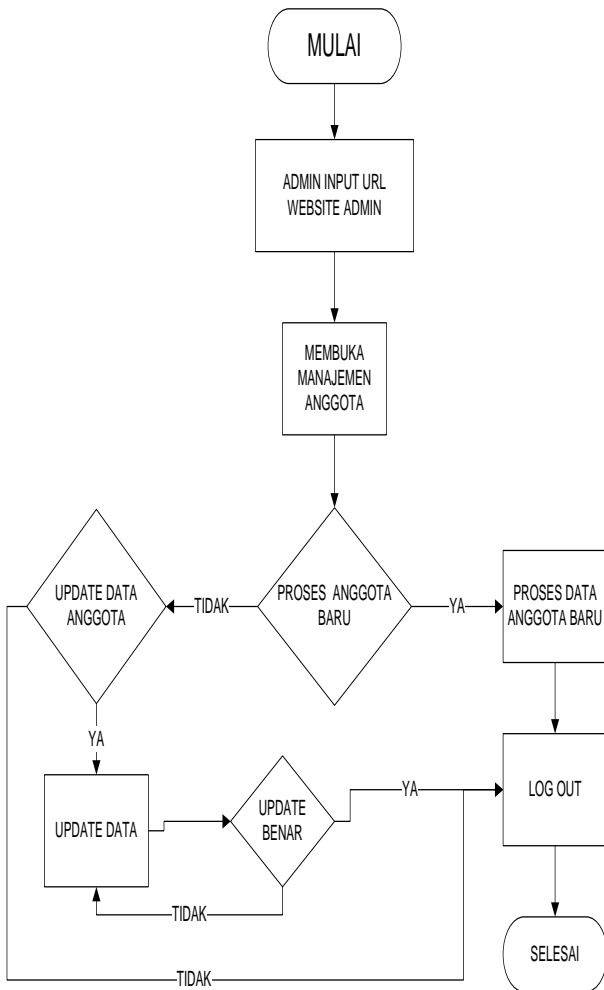 MULAI
ADMIN INPUT URL
WEBSITE ADMIN
MEMBUKA
MANAJEMEN
ANGGOTA
UPDATE DATA
ANGGOTA
TIDAK
PROSES ANGGOTA
BARU
YA
PROSES DATA
ANGGOTA BARU
YA
UPDATE DATA
UPDATE
BENAR
YA
LOG OUT
TIDAK
TIDAK
SELESAI